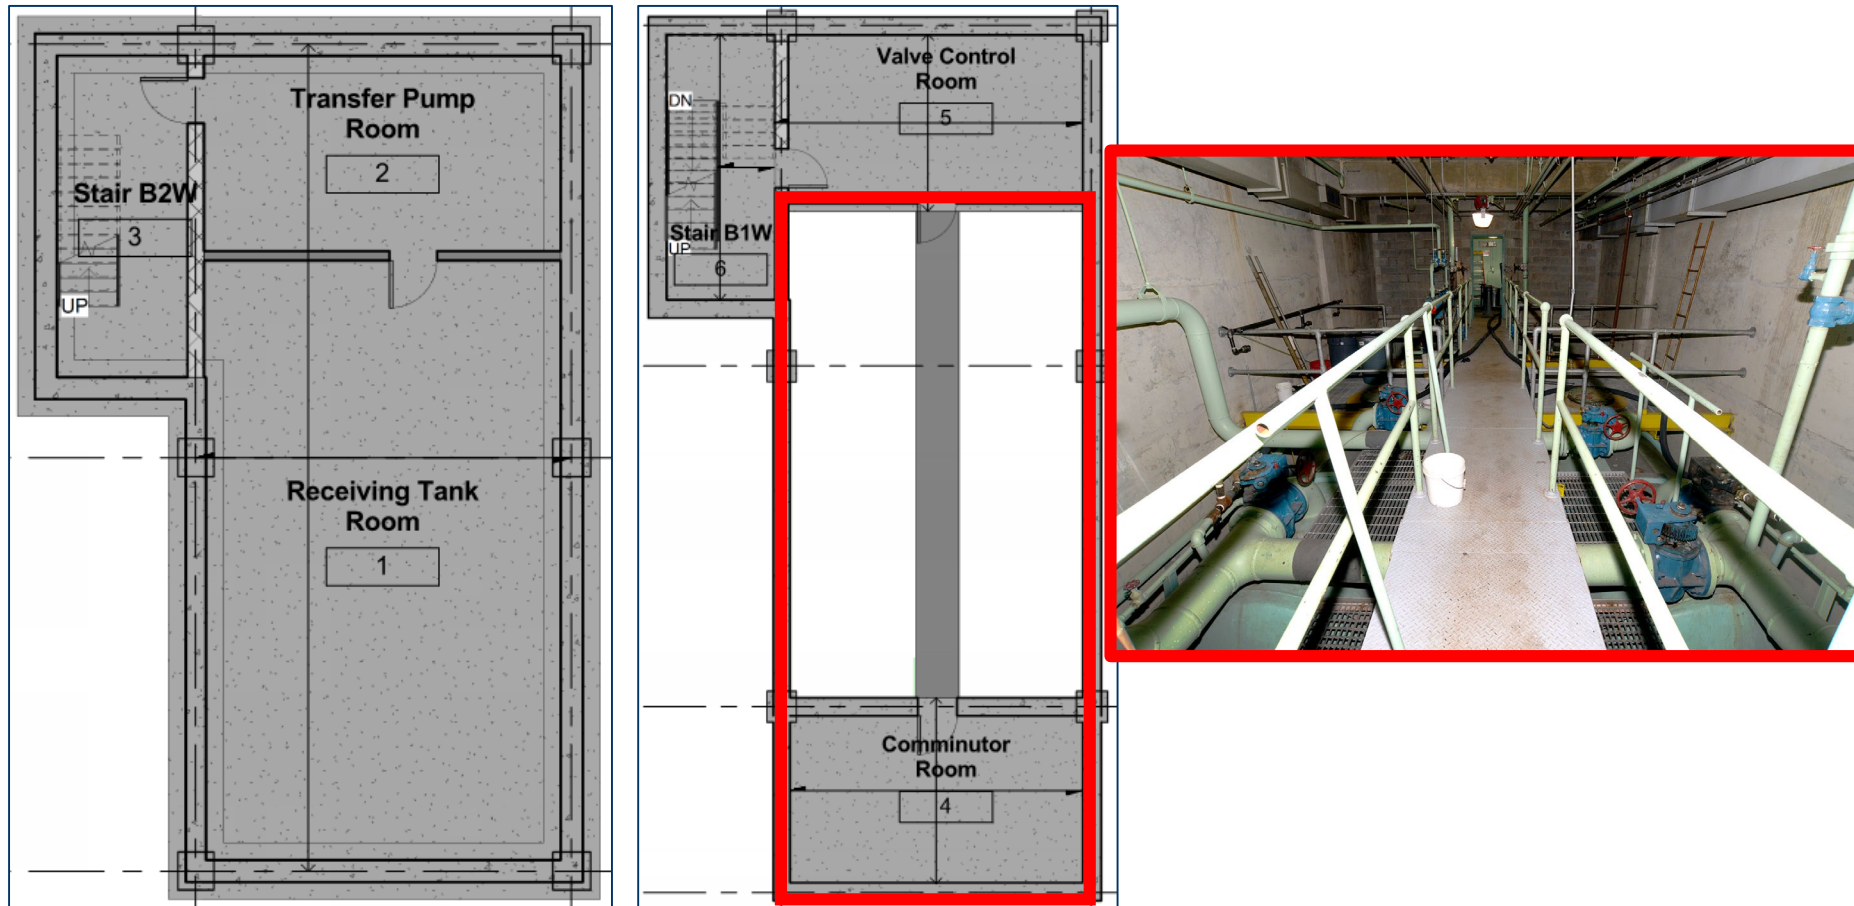 Transfer Pump
Room
2
Stair B2W
3
UP
Receiving Tank
Room
1
Valve Control
Room
5
DN
Stair B1W
UP
6
Comminutor
Room
4